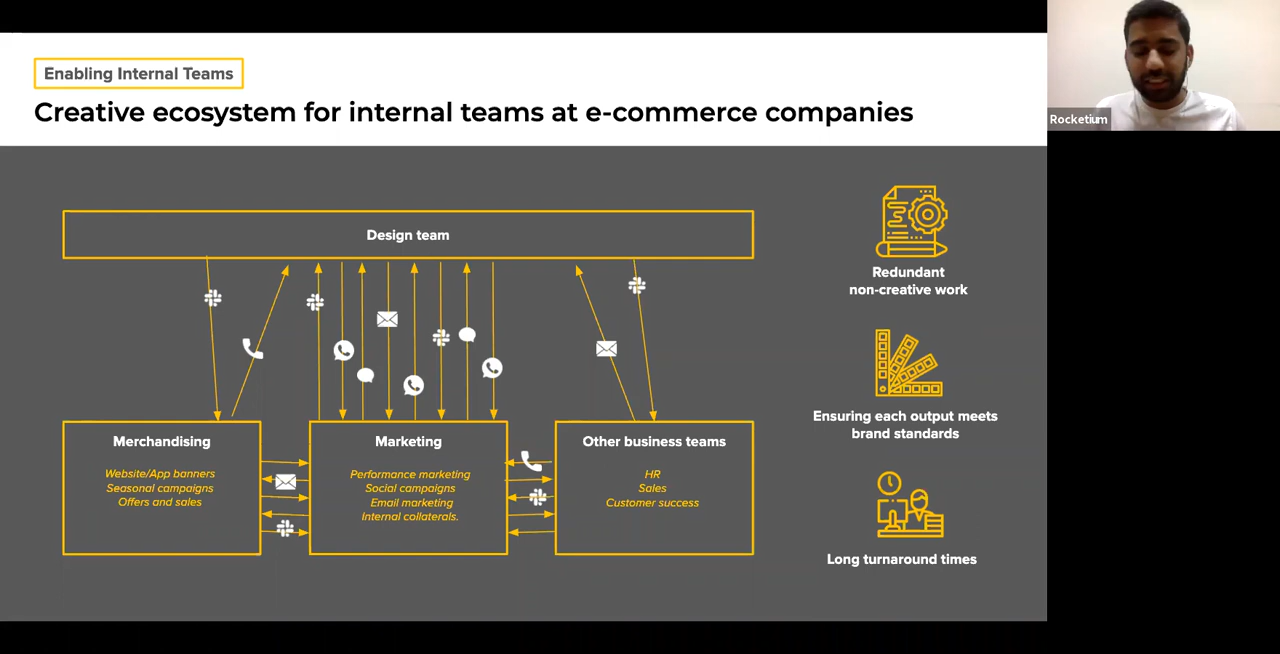 Enabling Internal Teams
Creative ecosystem for internal teams at e-commerce companies
Rocketium
Design team
Redundant
non-creative work
Ensuring each output meets
brand standards
Long turnaround times
Merchandising
Website/App banners
Seasonal campaigns
Offers and sales
Marketing
Performance marketing
Social campaigns
Email marketing
Internal collaterals.
Other business teams
HR
Sales
Customer success